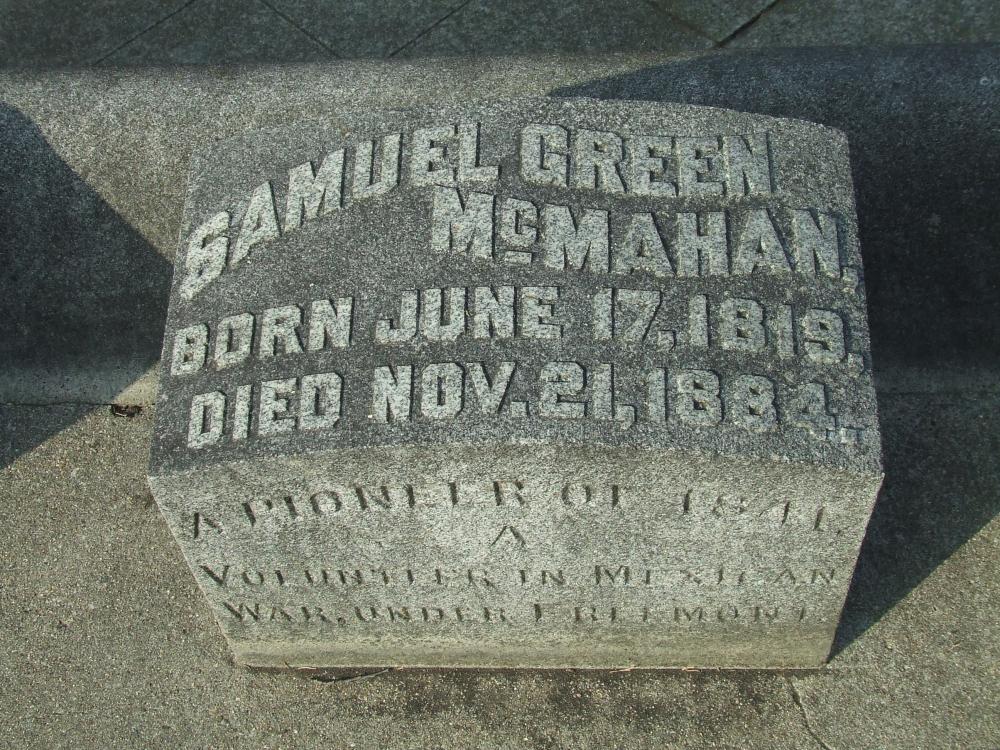 SAMUEL GREEN
McMAHAN,
BORN JUNE 17, 1819,
DIED NOV. 21, 1884.
A PIONEER OF 1841.
A
VOLUNTEER IN MEXICAN
WAR, UNDER FREEMONT.